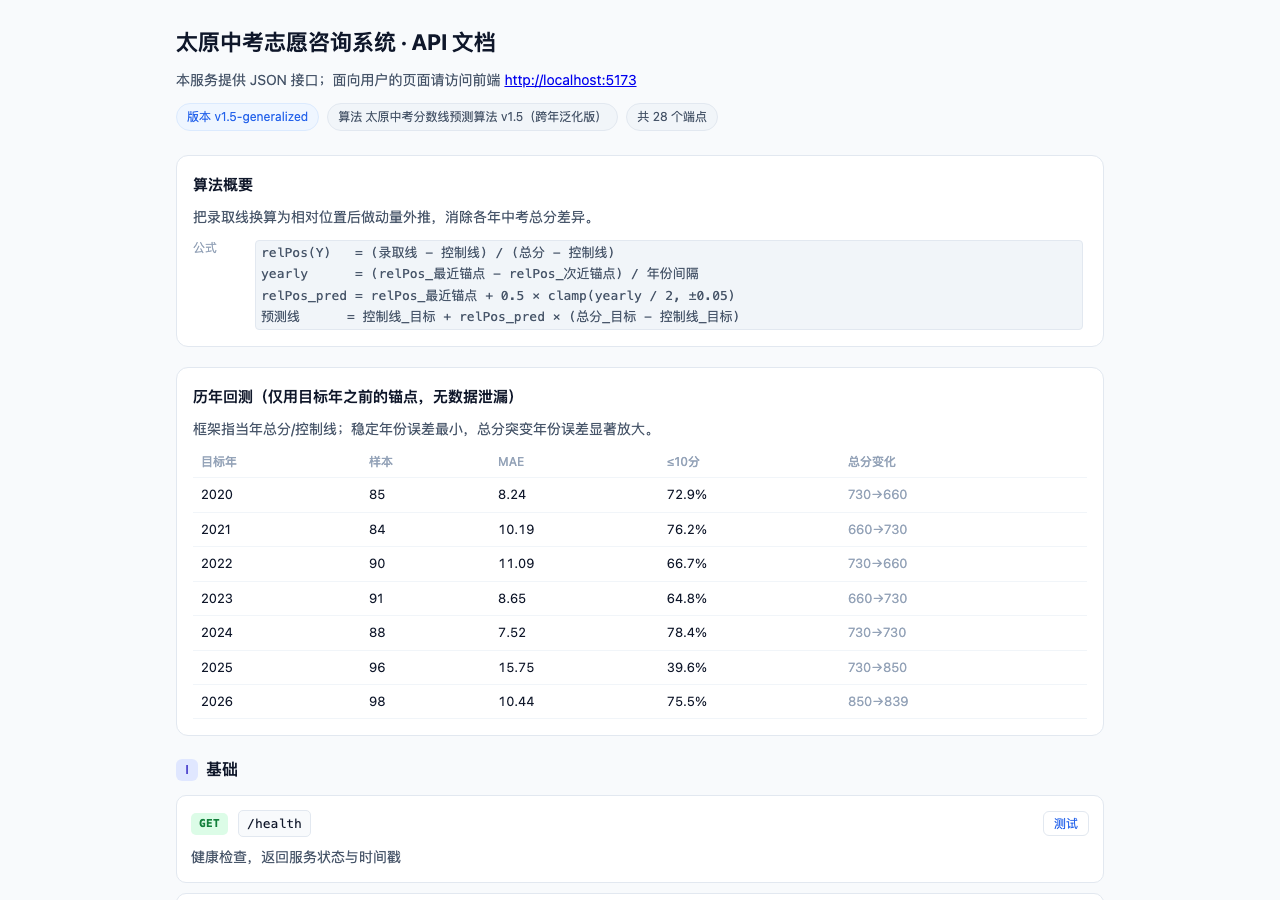 太原中考志愿咨询系统 · API 文档
本服务提供 JSON 接口；面向用户的页面请访问前端 http://localhost:5173
版本 v1.5-generalized 算法 太原中考分数线预测算法 v1.5（跨年泛化版） 共 28 个端点
算法概要
把录取线换算为相对位置后做动量外推，消除各年中考总分差异。
公式
relPos(Y)   = (录取线 − 控制线) / (总分 − 控制线)
yearly      = (relPos_最近锚点 − relPos_次近锚点) / 年份间隔
relPos_pred = relPos_最近锚点 + 0.5 × clamp(yearly / 2, ±0.05)
预测线      = 控制线_目标 + relPos_pred × (总分_目标 − 控制线_目标)
历年回测（仅用目标年之前的锚点，无数据泄漏）
框架指当年总分/控制线；稳定年份误差最小，总分突变年份误差显著放大。
目标年 样本 MAE ≤10分 总分变化
2020 85 8.24 72.9% 730→660
2021 84 10.19 76.2% 660→730
2022 90 11.09 66.7% 730→660
2023 91 8.65 64.8% 660→730
2024 88 7.52 78.4% 730→730
2025 96 15.75 39.6% 730→850
2026 98 10.44 75.5% 850→839
I 基础
GET /health 测试
健康检查，返回服务状态与时间戳